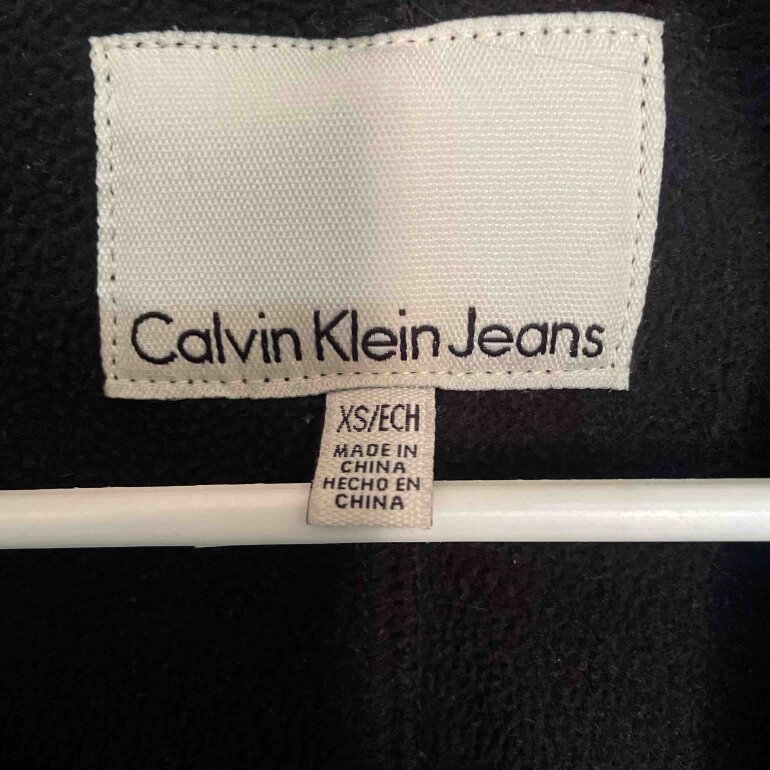 Calvin Klein Jeans
XS/ECH
MADE IN
CHINA
HECHO EN
CHINA